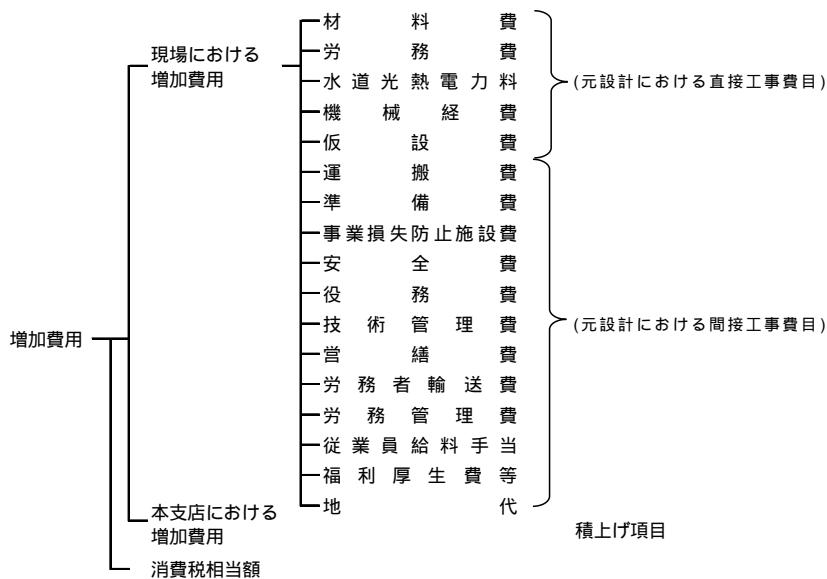 材料費
労務費
現場における
増加費用
水道光熱電力料
(元設計における直接工事費目)
機械経費
仮設費
運搬費
準備費
事業損失防止施設費
安全費
役務費
増加費用
技術管理費
(元設計における間接工事費目)
営繕費
労務者輸送費
労務管理費
従業員給料手当
福利厚生費等
地代
本支店における
増加費用
積上げ項目
消費税相当額